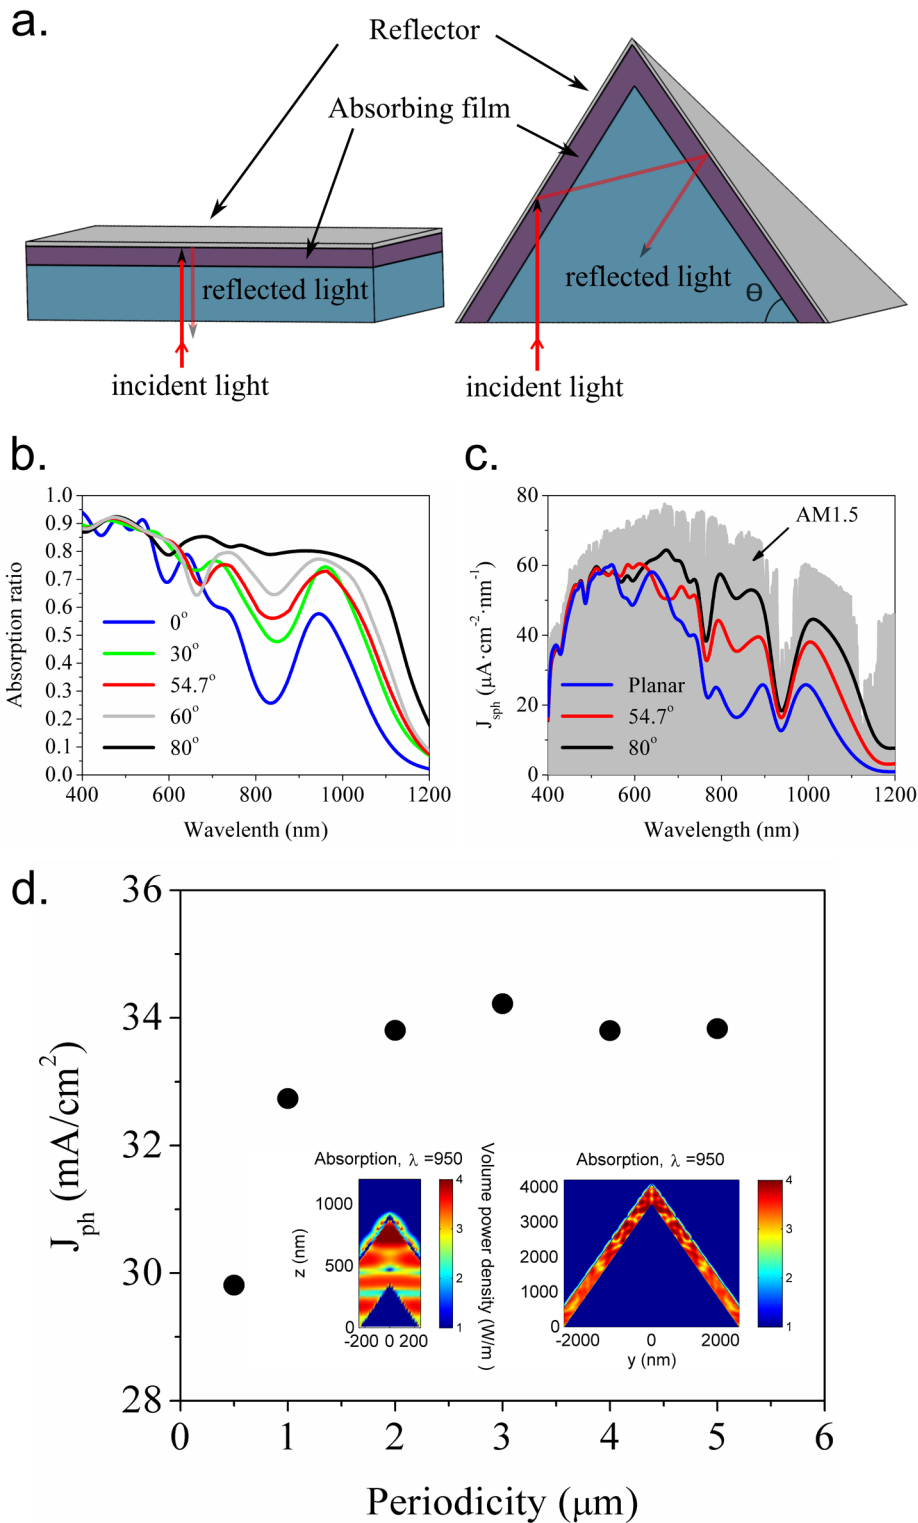 a.
Reflector
Absorbing film
reflected light
incident light
reflected light
Θ
incident light
b.
Absorption ratio
1.0
0.9
0.8
0.7
0.6
0.5
0.4
0.3
0.2
0.1
0.0
0°
30°
54.7°
60°
80°
400 600 800 1000 1200
Wavelenth (nm)
c.
J_sph (μA·cm⁻²·nm⁻¹)
80
60
40
20
0
AM1.5
Planar
54.7°
80°
400 600 800 1000 1200
Wavelength (nm)
d.
J_ph (mA/cm²)
36
34
32
30
28
Absorption, λ =950
z (nm)
1000
500
0
-200 0 200
4
3
2
1
Volume power density (W/m )
Absorption, λ =950
4000
3000
2000
1000
0
-2000 0 2000
y (nm)
4
3
2
1
0 1 2 3 4 5 6
Periodicity (μm)